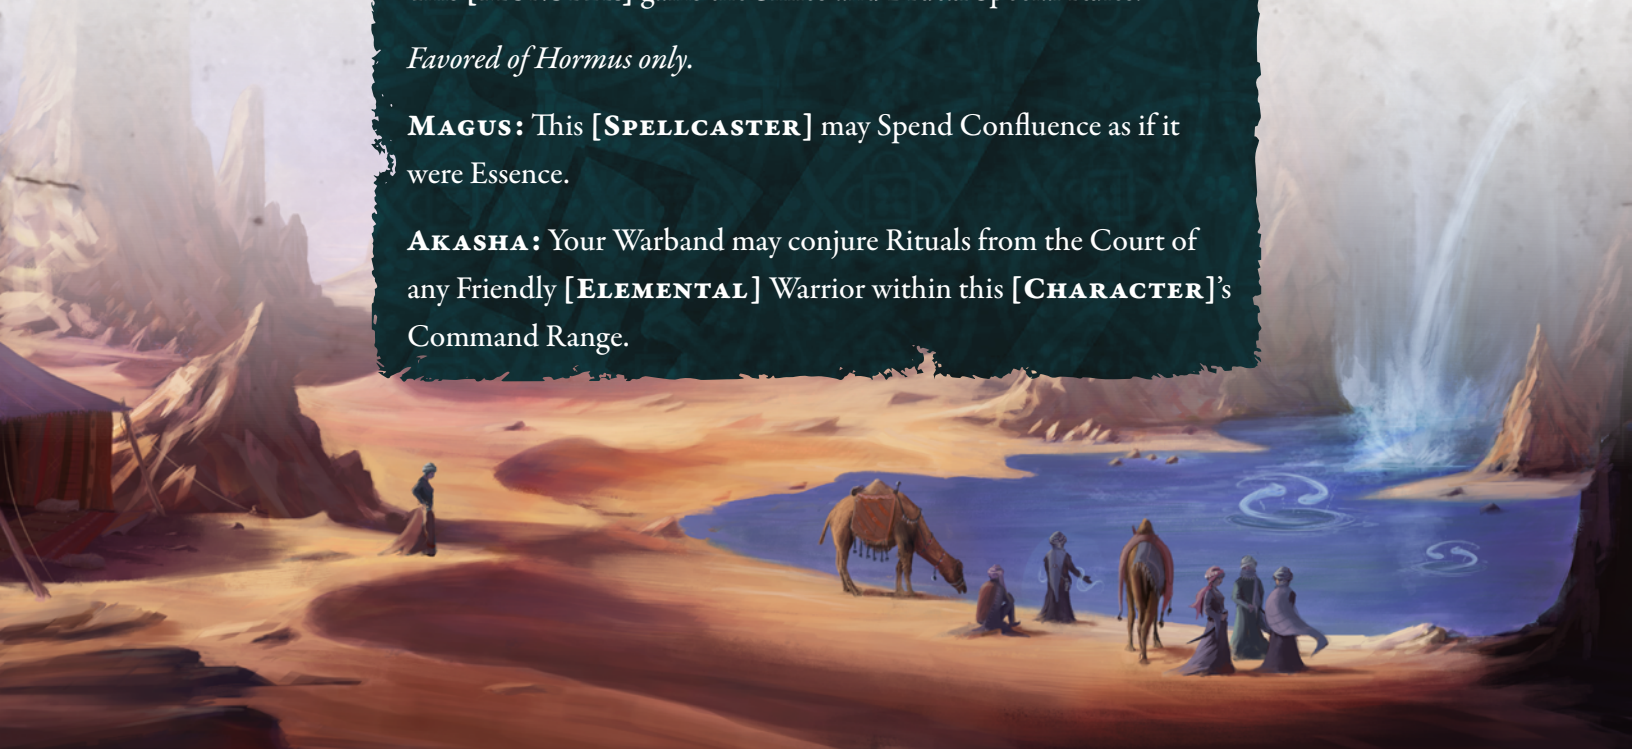 Favored of Hormus only.
Magus: This [Spellcaster] may Spend Confluence as if it
were Essence.
Akasha: Your Warband may conjure Rituals from the Court of
any Friendly [Elemental] Warrior within this [Character]'s
Command Range.